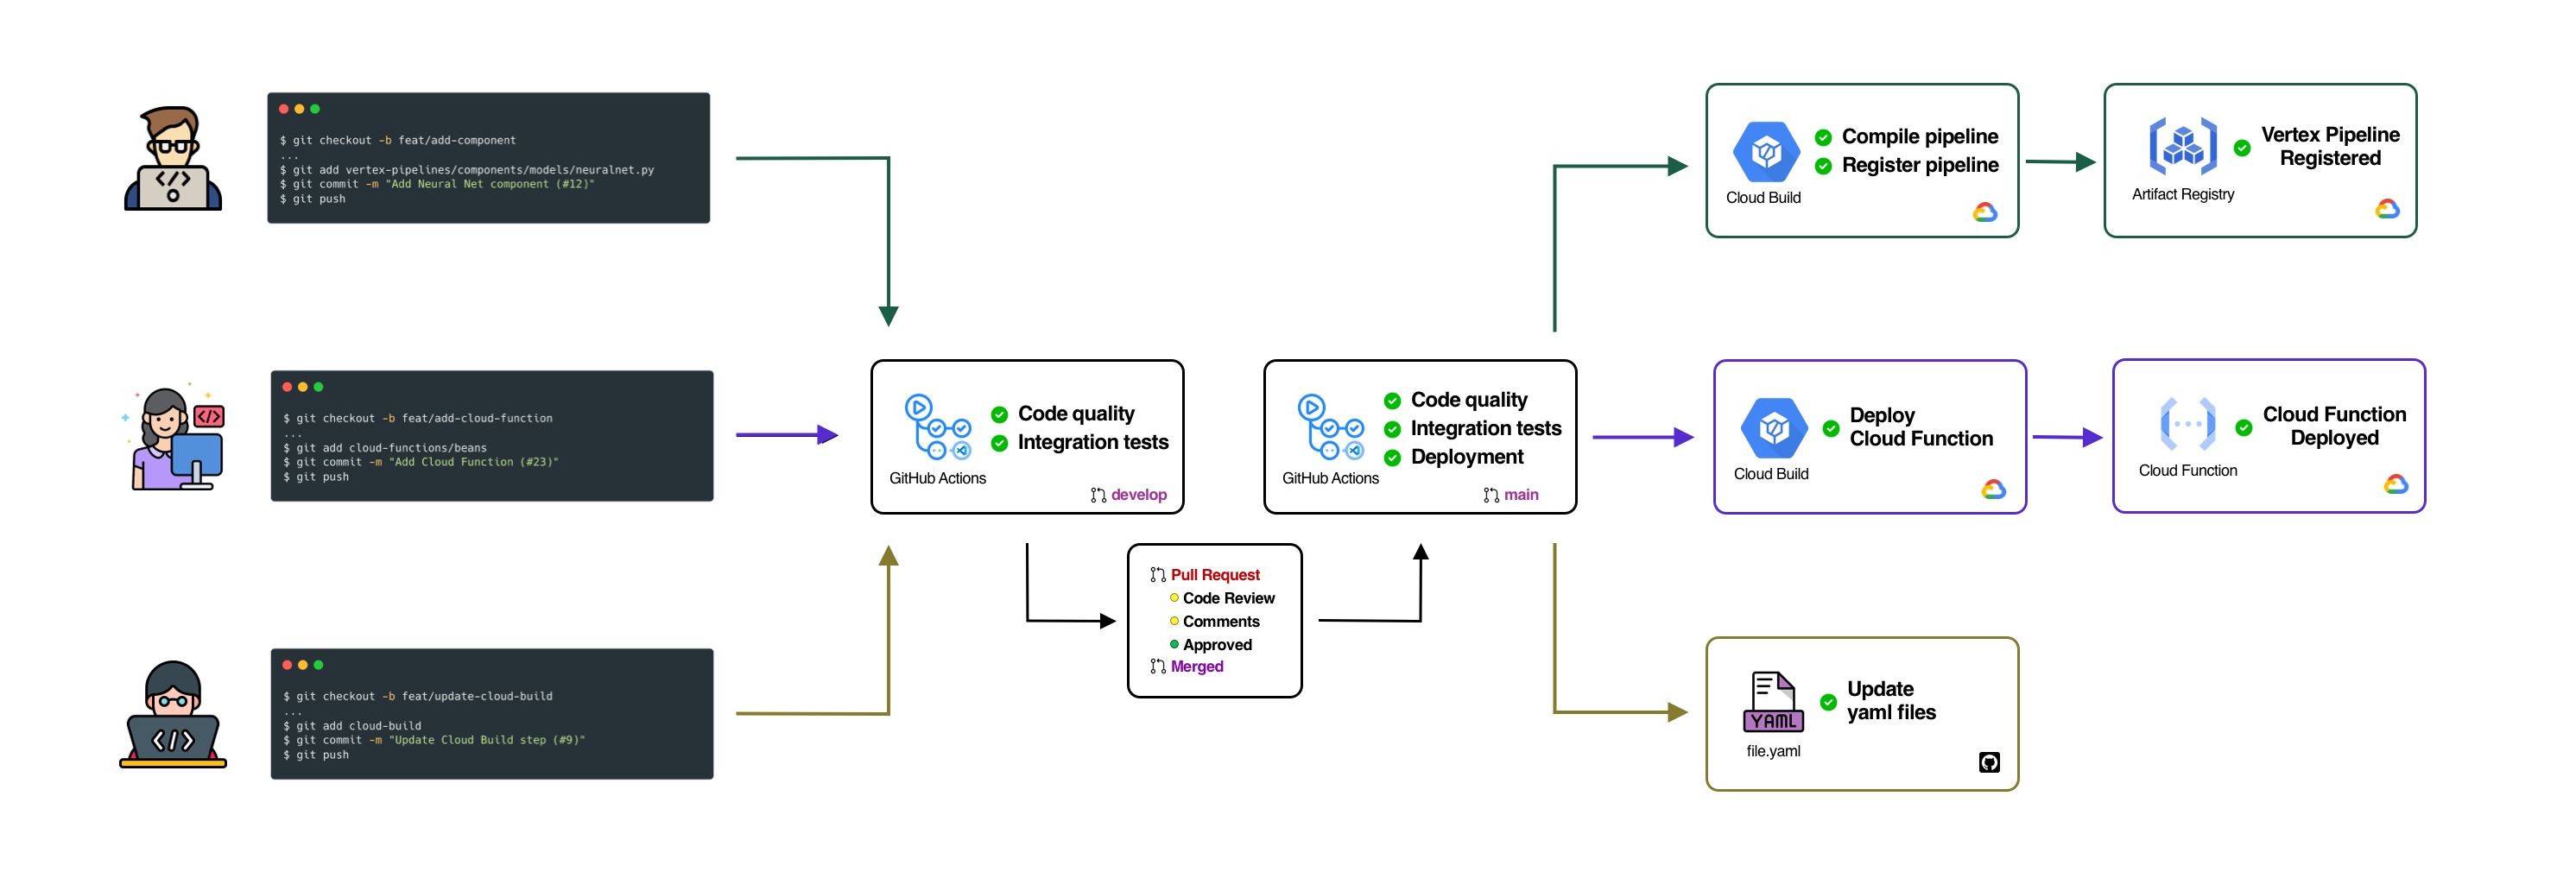 $ git checkout -b feat/add-component
...
$ git add vertex-pipelines/components/models/neuralnet.py
$ git commit -m "Add Neural Net component (#12)"
$ git push
$ git checkout -b feat/add-cloud-function
...
$ git add cloud-functions/beans
$ git commit -m "Add Cloud Function (#23)"
$ git push
$ git checkout -b feat/update-cloud-build
...
$ git add cloud-build
$ git commit -m "Update Cloud Build step (#9)"
$ git push
Code quality
Integration tests
GitHub Actions
develop
Pull Request
Code Review
Comments
Approved
Merged
Code quality
Integration tests
Deployment
GitHub Actions
main
Compile pipeline
Register pipeline
Cloud Build
Vertex Pipeline
Registered
Artifact Registry
Deploy
Cloud Function
Cloud Build
Cloud Function
Deployed
Cloud Function
Update
yaml files
YAML
file.yaml